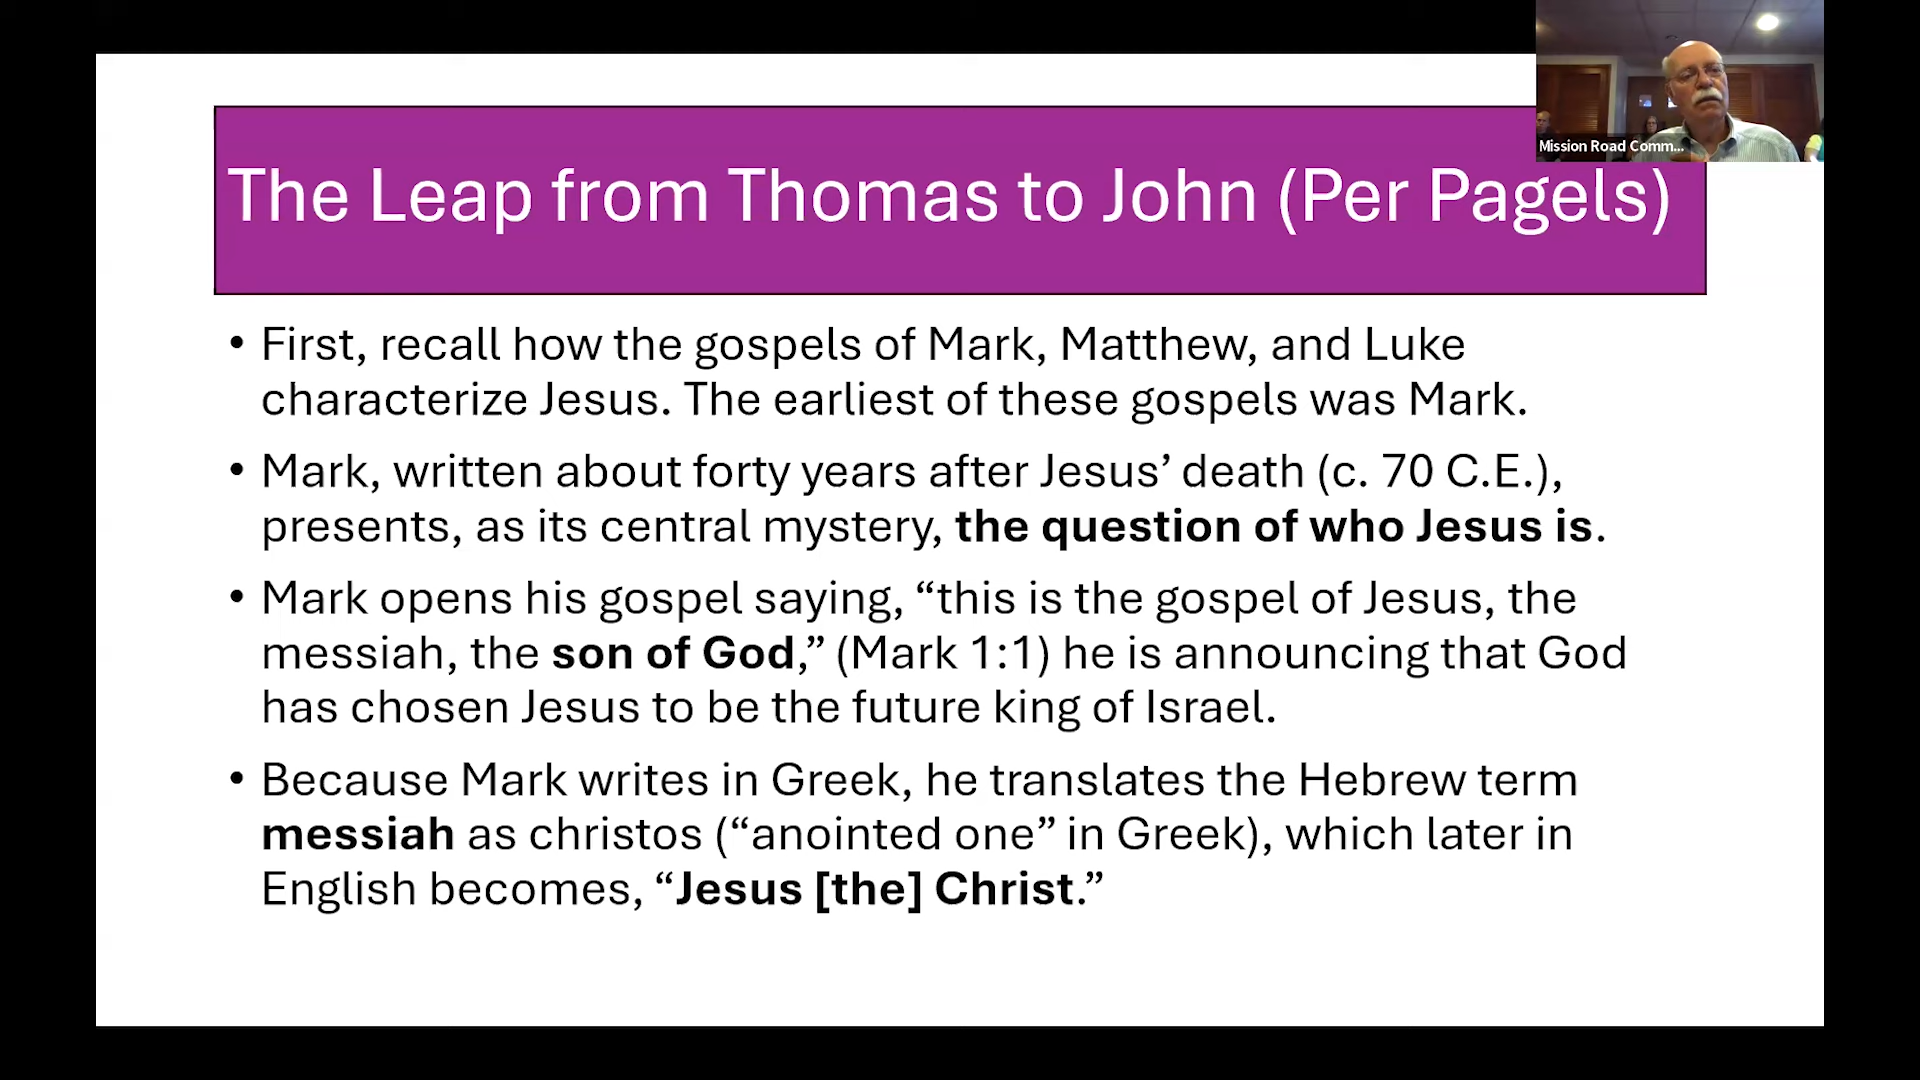 Mission Road Comm...
The Leap from Thomas to John (Per Pagels)
• First, recall how the gospels of Mark, Matthew, and Luke
characterize Jesus. The earliest of these gospels was Mark.
• Mark, written about forty years after Jesus’ death (c. 70 C.E.),
presents, as its central mystery, the question of who Jesus is.
• Mark opens his gospel saying, “this is the gospel of Jesus, the
messiah, the son of God,” (Mark 1:1) he is announcing that God
has chosen Jesus to be the future king of Israel.
• Because Mark writes in Greek, he translates the Hebrew term
messiah as christos (“anointed one” in Greek), which later in
English becomes, “Jesus [the] Christ.”